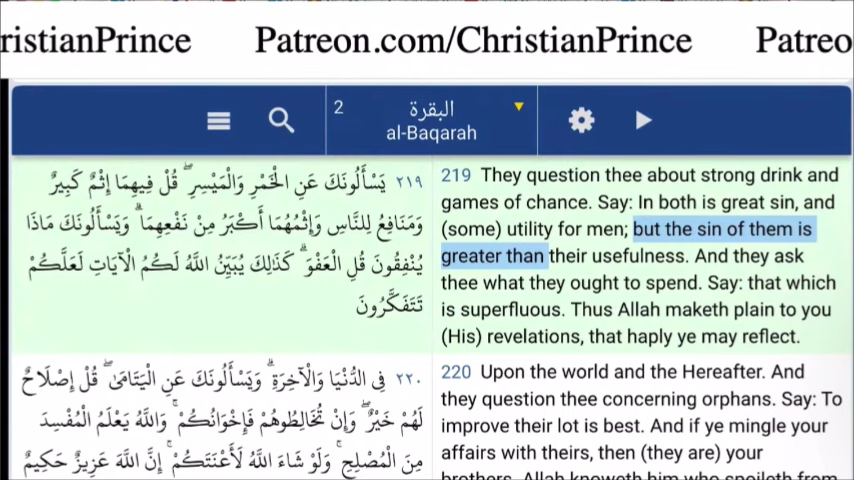 ristianPrince Patreon.com/ChristianPrince Patreo
2 البقرة
al-Baqarah
٢١٩ يَسْأَلُونَكَ عَنِ الْخَمْرِ وَالْمَيْسِرِ ۖ قُلْ فِيهِمَا إِثْمٌ كَبِيرٌ
وَمَنَافِعُ لِلنَّاسِ وَإِثْمُهُمَا أَكْبَرُ مِنْ نَفْعِهِمَا ۗ وَيَسْأَلُونَكَ مَاذَا
يُنْفِقُونَ قُلِ الْعَفْوَ ۗ كَذَٰلِكَ يُبَيِّنُ اللَّهُ لَكُمُ الْآيَاتِ لَعَلَّكُمْ
تَتَفَكَّرُونَ
219 They question thee about strong drink and
games of chance. Say: In both is great sin, and
(some) utility for men; but the sin of them is
greater than their usefulness. And they ask
thee what they ought to spend. Say: that which
is superfluous. Thus Allah maketh plain to you
(His) revelations, that haply ye may reflect.
٢٢٠ فِي الدُّنْيَا وَالْآخِرَةِ ۗ وَيَسْأَلُونَكَ عَنِ الْيَتَامَىٰ ۖ قُلْ إِصْلَاحٌ
لَهُمْ خَيْرٌ ۖ وَإِنْ تُخَالِطُوهُمْ فَإِخْوَانُكُمْ ۚ وَاللَّهُ يَعْلَمُ الْمُفْسِدَ
مِنَ الْمُصْلِحِ ۚ وَلَوْ شَاءَ اللَّهُ لَأَعْنَتَكُمْ ۚ إِنَّ اللَّهَ عَزِيزٌ حَكِيمٌ
220 Upon the world and the Hereafter. And
they question thee concerning orphans. Say: To
improve their lot is best. And if ye mingle your
affairs with theirs, then (they are) your
brothers. Allah knoweth him who spoileth from